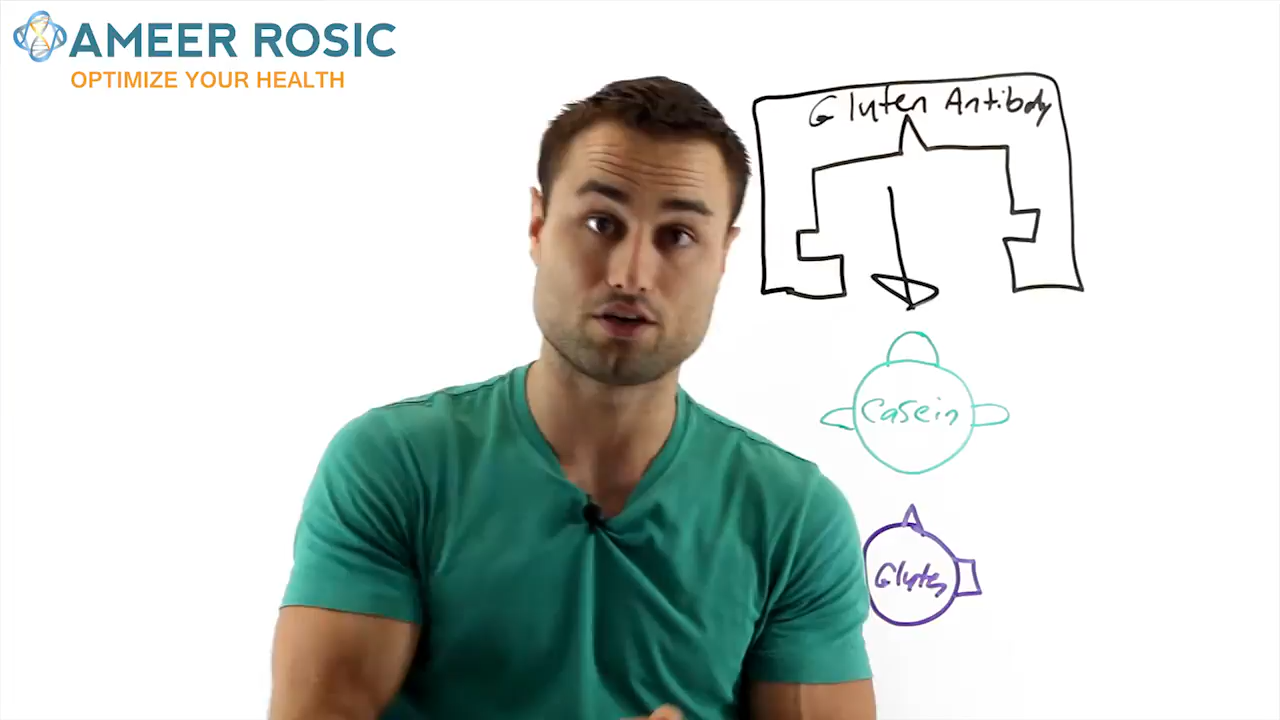 AMEER ROSIC
OPTIMIZE YOUR HEALTH
Gluten Antibody
Casein
Gluten